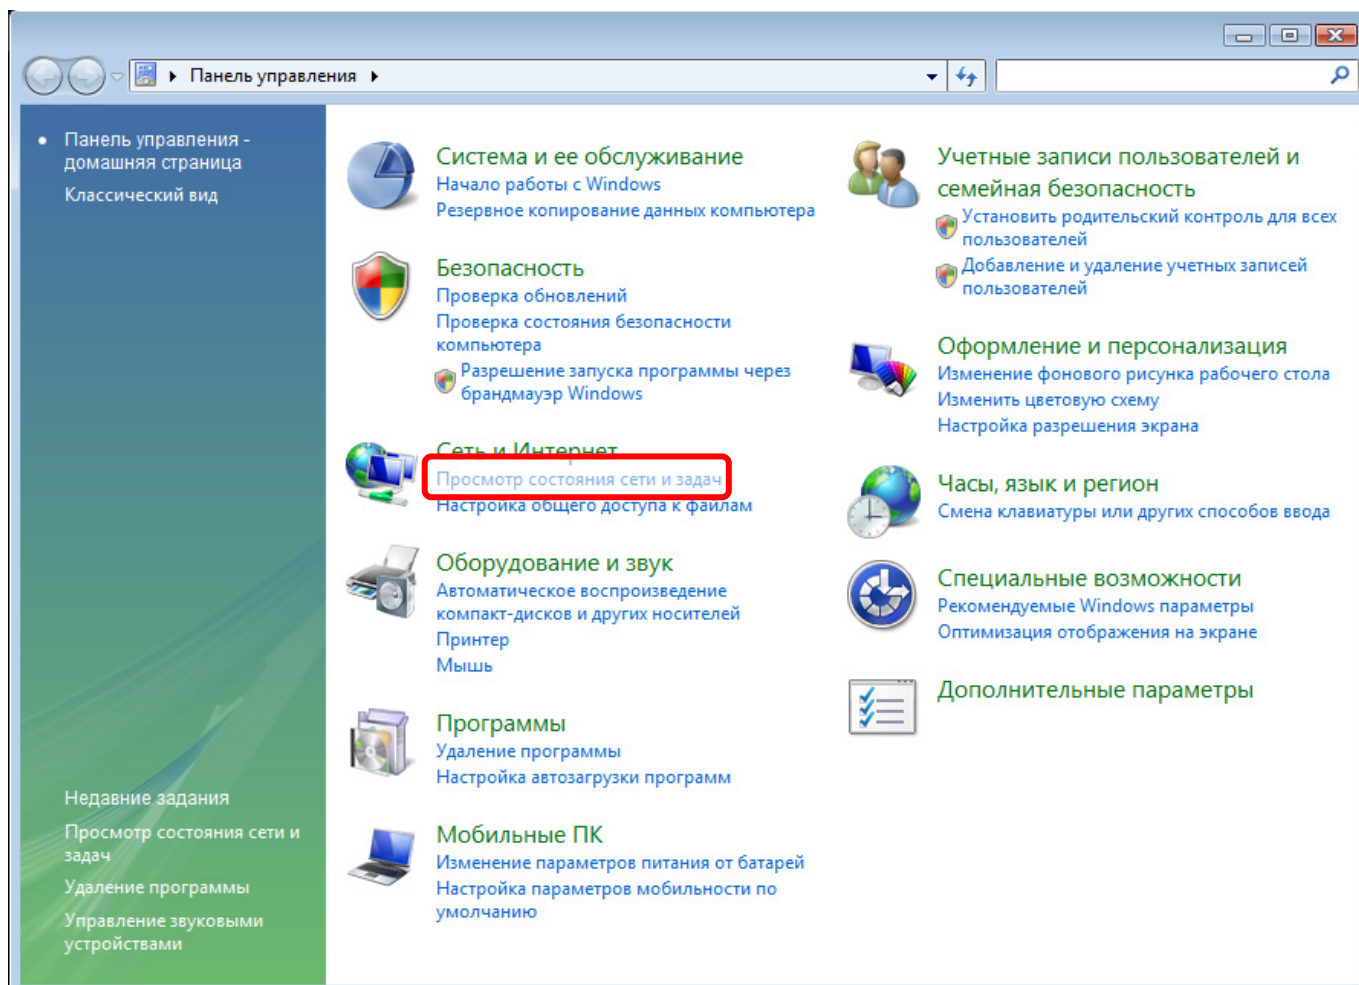 Панель управления
Панель управления -
домашняя страница
Классический вид
Недавние задания
Просмотр состояния сети и
задач
Удаление программы
Управление звуковыми
устройствами
Система и ее обслуживание
Начало работы с Windows
Резервное копирование данных компьютера
Безопасность
Проверка обновлений
Проверка состояния безопасности
компьютера
Разрешение запуска программы через
брандмауэр Windows
Сеть и Интернет
Просмотр состояния сети и задач
Настройка общего доступа к файлам
Оборудование и звук
Автоматическое воспроизведение
компакт-дисков и других носителей
Принтер
Мышь
Программы
Удаление программы
Настройка автозагрузки программ
Мобильные ПК
Изменение параметров питания от батарей
Настройка параметров мобильности по
умолчанию
Учетные записи пользователей и
семейная безопасность
Установить родительский контроль для всех
пользователей
Добавление и удаление учетных записей
пользователей
Оформление и персонализация
Изменение фонового рисунка рабочего стола
Изменить цветовую схему
Настройка разрешения экрана
Часы, язык и регион
Смена клавиатуры или других способов ввода
Специальные возможности
Рекомендуемые Windows параметры
Оптимизация отображения на экране
Дополнительные параметры